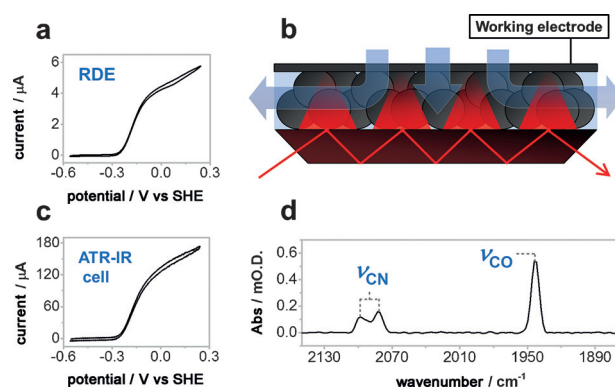 a
RDE
6
4
2
0
current / μA
-0.6 -0.3 0.0 0.3
potential / V vs SHE
b
Working electrode
c
ATR-IR
cell
180
120
60
0
current / μA
-0.6 -0.3 0.0 0.3
potential / V vs SHE
d
νCN
νCO
0.6
0.4
0.2
0.0
Abs / mO.D.
2130 2070 2010 1950 1890
wavenumber / cm⁻¹